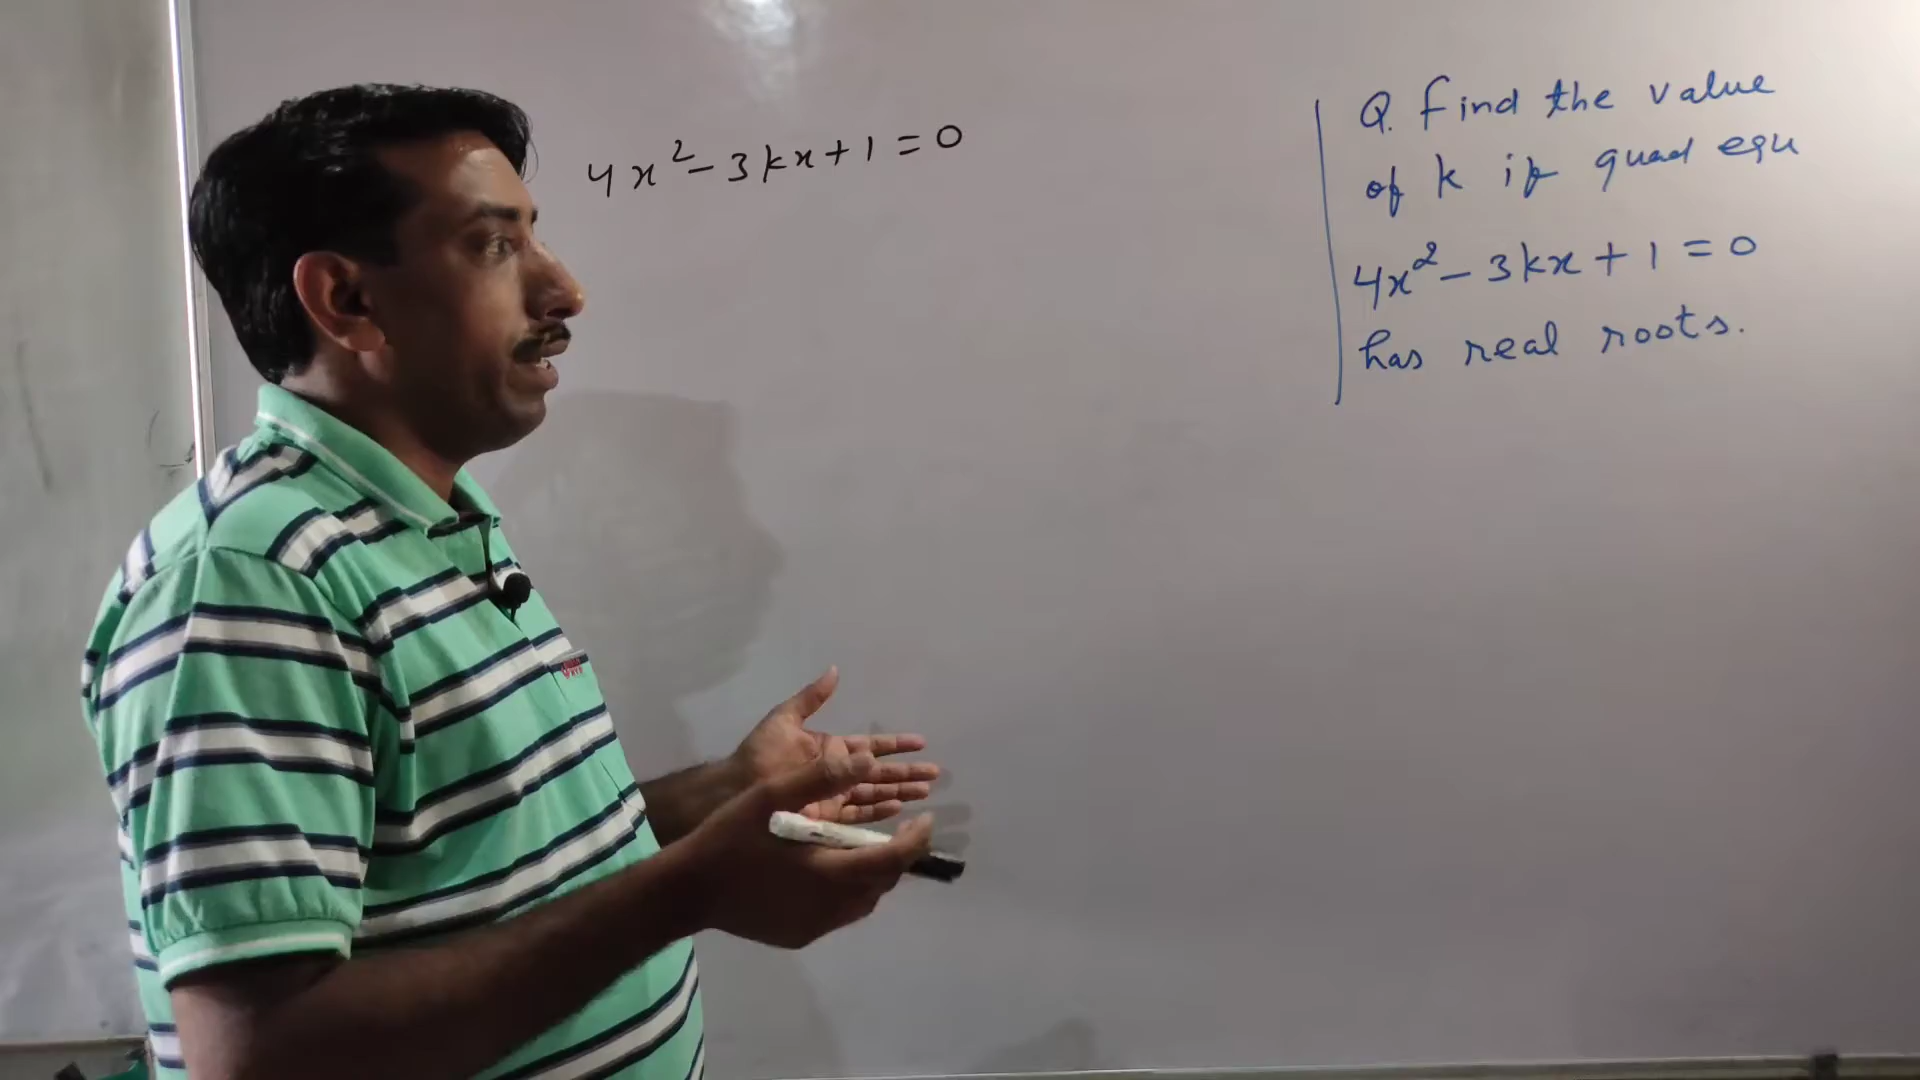 4x² - 3kx + 1 = 0
Q. Find the value
of k if quad equ
4x² - 3kx + 1 = 0
has real roots.